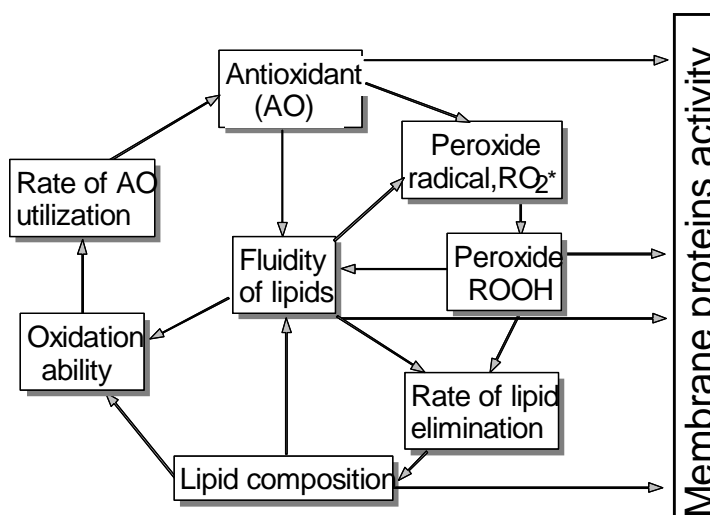 Antioxidant
(AO)
Peroxide
radical,RO2*
Rate of AO
utilization
Fluidity
of lipids
Peroxide
ROOH
Oxidation
ability
Rate of lipid
elimination
Lipid composition
Membrane proteins activity